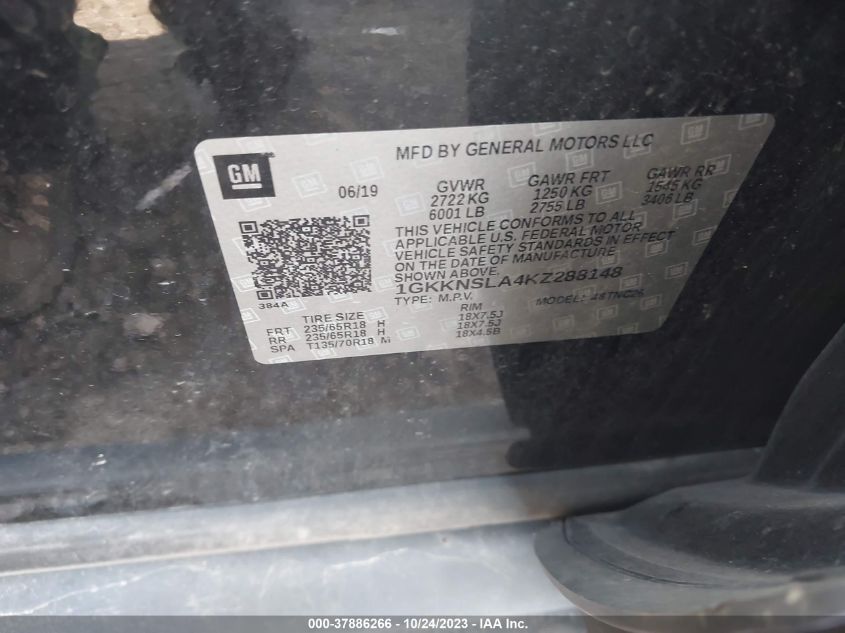 GM
MFD BY GENERAL MOTORS LLC
06/19
GVWR GAWR FRT GAWR RR
2722 KG 1250 KG 1545 KG
6001 LB 2755 LB 3406 LB
THIS VEHICLE CONFORMS TO ALL
APPLICABLE U.S. FEDERAL MOTOR
VEHICLE SAFETY STANDARDS IN EFFECT
ON THE DATE OF MANUFACTURE
SHOWN ABOVE.
1GKKNSLA4KZ288148
TYPE: M.P.V. MODEL: 48TNC26
384A
TIRE SIZE RIM
FRT 235/65R18 H 18X7.5J
RR 235/65R18 H 18X7.5J
SPA T135/70R18 M 18X4.5B
000-37886266 - 10/24/2023 - IAA Inc.